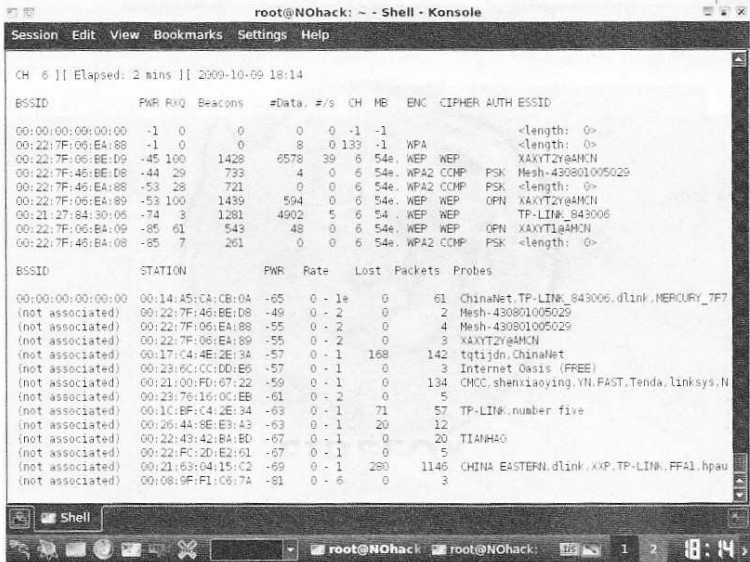 root@NOhack: ~ - Shell - Konsole
Session Edit View Bookmarks Settings Help
CH 6 ][ Elapsed: 2 mins ][ 2009-10-09 18:14
BSSID PWR RXQ Beacons #Data, #/s CH MB ENC CIPHER AUTH ESSID
00:00:00:00:00:00 -1 0 0 0 0 -1 -1 <length: 0>
00:22:7F:06:EA:88 -1 0 0 8 0 133 -1 WPA <length: 0>
00:22:7F:06:BE:D9 -45 100 1428 6578 39 6 54e. WEP WEP XAXYT2Y@AMCN
00:22:7F:46:BE:D8 -44 29 733 4 0 6 54e. WPA2 CCMP PSK Mesh-430801005029
00:22:7F:46:EA:88 -53 28 721 0 0 6 54e. WPA2 CCMP PSK <length: 0>
00:22:7F:06:EA:89 -53 100 1439 594 0 6 54e. WEP WEP OPN XAXYT2Y@AMCN
00:21:27:84:30:06 -74 3 1281 4902 5 6 54 . WEP WEP TP-LINK_843006
00:22:7F:06:BA:09 -85 61 543 48 0 6 54e. WEP WEP OPN XAXYT1@AMCN
00:22:7F:46:BA:08 -85 7 261 0 0 6 54e. WPA2 CCMP PSK <length: 0>
BSSID STATION PWR Rate Lost Packets Probes
00:00:00:00:00:00 00:14:A5:CA:CB:0A -65 0 - 1e 0 61 ChinaNet,TP-LINK_843006,dlink,MERCURY_7F7
(not associated) 00:22:7F:46:BE:D8 -49 0 - 2 0 2 Mesh-430801005029
(not associated) 00:22:7F:06:EA:88 -55 0 - 2 0 4 Mesh-430801005029
(not associated) 00:22:7F:06:EA:89 -55 0 - 2 0 3 XAXYT2Y@AMCN
(not associated) 00:17:C4:4E:2E:3A -57 0 - 1 168 142 tqtijdn,ChinaNet
(not associated) 00:23:6C:CC:DD:E6 -57 0 - 1 0 3 Internet Oasis (FREE)
(not associated) 00:21:00:FD:67:22 -59 0 - 1 0 134 CMCC,shenxiaoying,YN,FAST,Tenda,linksys,N
(not associated) 00:23:76:16:0C:EB -61 0 - 2 0 5
(not associated) 00:1C:BF:C4:2E:34 -63 0 - 1 71 57 TP-LINK,number five
(not associated) 00:26:4A:8E:E3:A3 -63 0 - 1 20 12
(not associated) 00:22:43:42:BA:BD -67 0 - 1 0 20 TIANHAO
(not associated) 00:22:FC:2D:E2:61 -67 0 - 1 0 5
(not associated) 00:21:63:04:15:C2 -69 0 - 1 280 1146 CHINA EASTERN,dlink,XXP,TP-LINK,FFA1,hpau
(not associated) 00:08:9F:F1:C6:7A -81 0 - 6 0 3
Shell
root@NOhack: root@NOhack: US 1 2 18:14